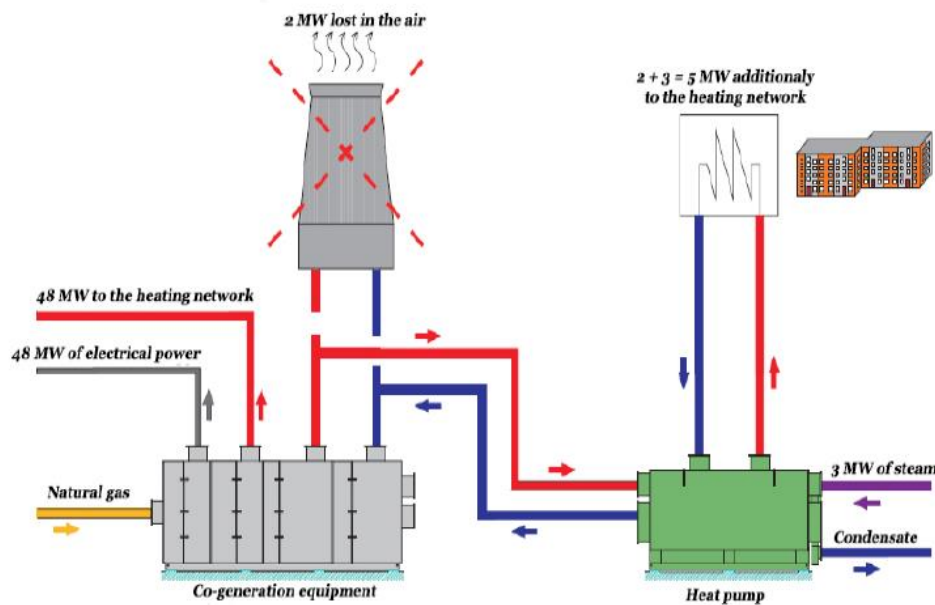 2 MW lost in the air
2 + 3 = 5 MW additionaly
to the heating network
48 MW to the heating network
48 MW of electrical power
Natural gas
3 MW of steam
Condensate
Co-generation equipment
Heat pump